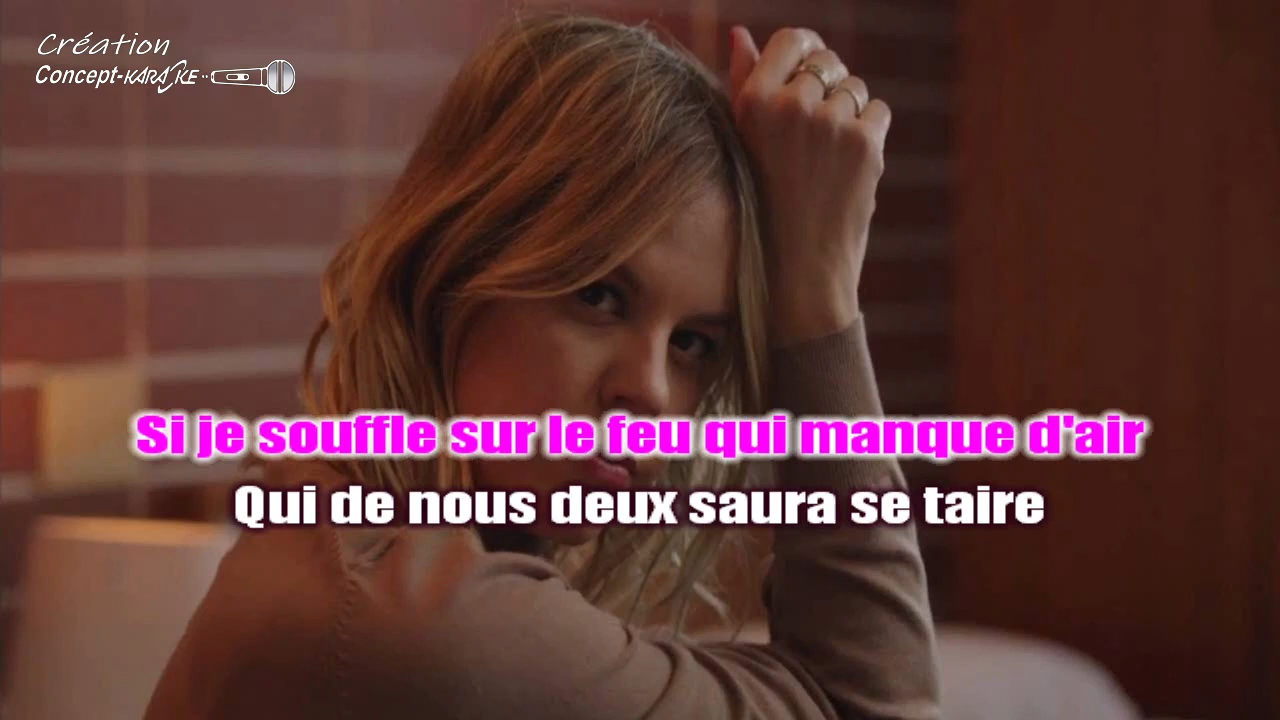 Création
Concept-KARAOKE
Si je souffle sur le feu qui manque d'air
Qui de nous deux saura se taire